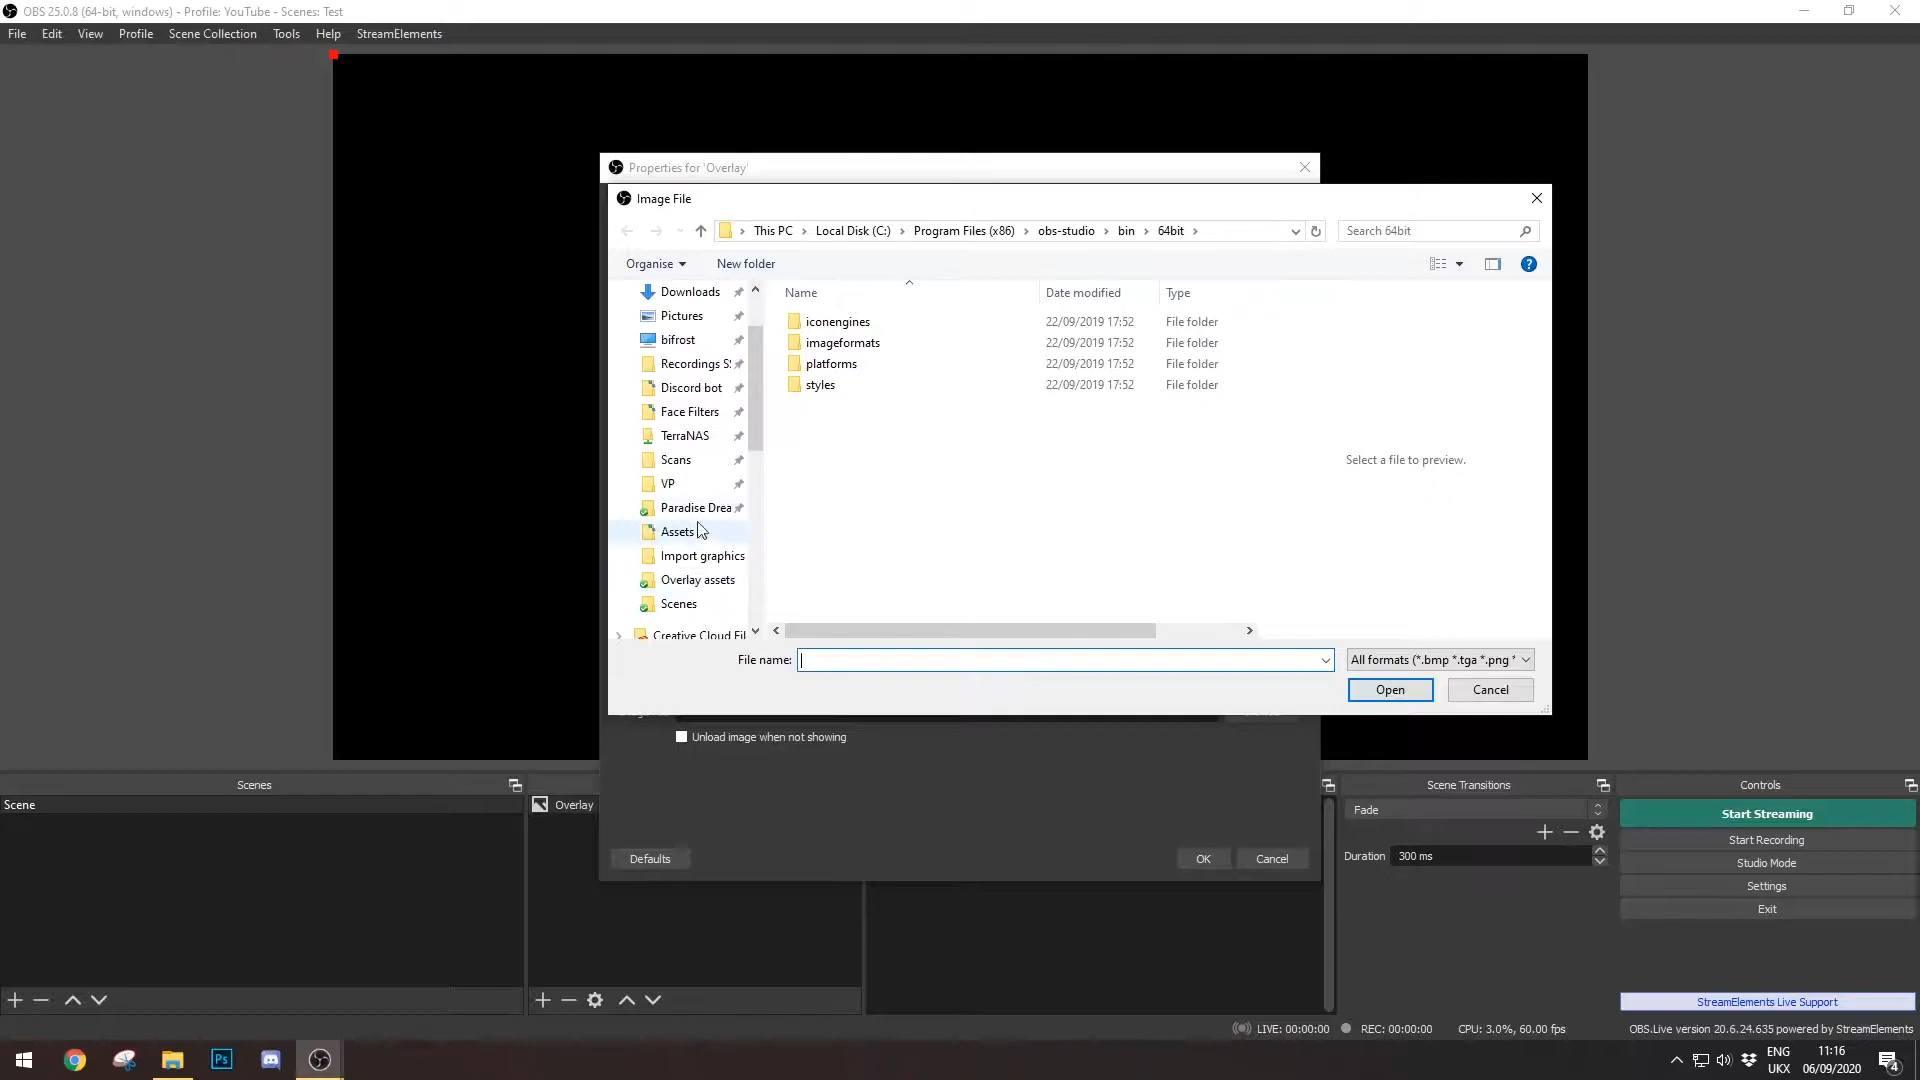 OBS 25.0.8 (64-bit, windows) - Profile: YouTube - Scenes: Test
File Edit View Profile Scene Collection Tools Help StreamElements
Properties for 'Overlay'
Image File
This PC > Local Disk (C:) > Program Files (x86) > obs-studio > bin > 64bit >
Search 64bit
Organise
New folder
Name Date modified Type
Downloads
Pictures
bifrost
Recordings S
Discord bot
Face Filters
TerraNAS
Scans
VP
Paradise Drea
Assets
Import graphics
Overlay assets
Scenes
Creative Cloud Fil
iconengines 22/09/2019 17:52 File folder
imageformats 22/09/2019 17:52 File folder
platforms 22/09/2019 17:52 File folder
styles 22/09/2019 17:52 File folder
Select a file to preview.
File name:
All formats (*.bmp *.tga *.png *
Open Cancel
Unload image when not showing
Defaults OK Cancel
Scenes
Scene
Overlay
Scene Transitions
Fade
Duration 300 ms
Controls
Start Streaming
Start Recording
Studio Mode
Settings
Exit
StreamElements Live Support
LIVE: 00:00:00 REC: 00:00:00 CPU: 3.0%, 60.00 fps OBS.Live version 20.6.24.635 powered by StreamElements
Ps
ENG
UKX
11:16
06/09/2020
4